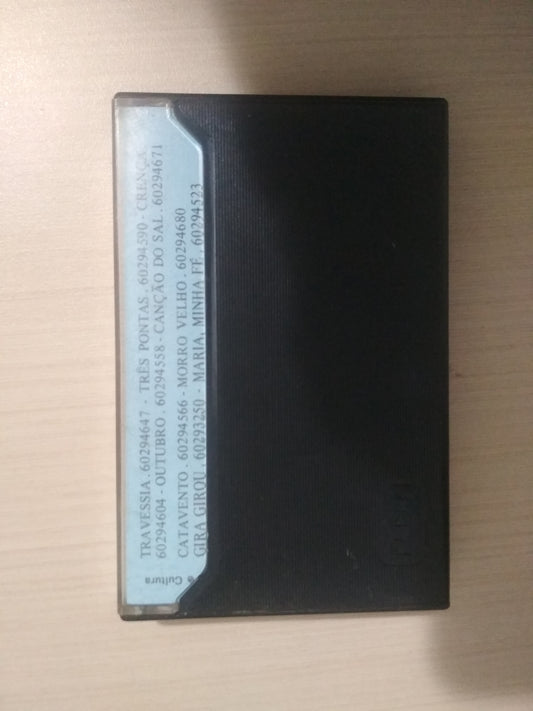 TRAVESSIA . 60294647 - TRÊS PONTAS . 60294590 - CRENÇA
60294604 - OUTUBRO . 60294558 - CANÇÃO DO SAL . 60294671
CATAVENTO . 60294566 - MORRO VELHO . 60294680
GIRA GIROU . 60293250 - MARIA, MINHA FÉ . 60294523
Cultura